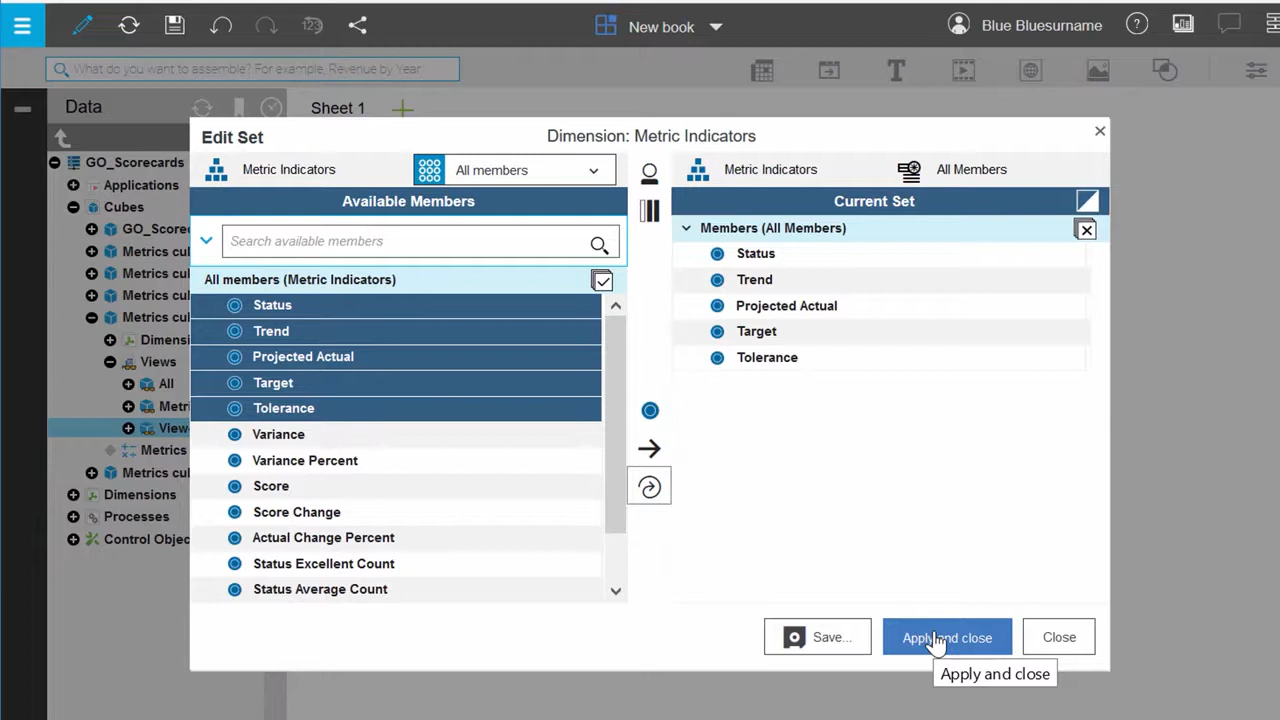 123
New book
Blue Bluesurname
?
What do you want to assemble? For example, Revenue by Year
T
Data
Sheet 1
GO_Scorecards
Applications
Cubes
GO_Score
Metrics cul
Metrics cul
Metrics cul
Metrics cul
Dimensi
Views
All
Metri
View
Metrics
Metrics cul
Dimensions
Processes
Control Objec
Edit Set
Dimension: Metric Indicators
Metric Indicators
All members
Available Members
Search available members
All members (Metric Indicators)
Status
Trend
Projected Actual
Target
Tolerance
Variance
Variance Percent
Score
Score Change
Actual Change Percent
Status Excellent Count
Status Average Count
Metric Indicators
All Members
Current Set
Members (All Members)
Status
Trend
Projected Actual
Target
Tolerance
Save...
Apply and close
Close
Apply and close